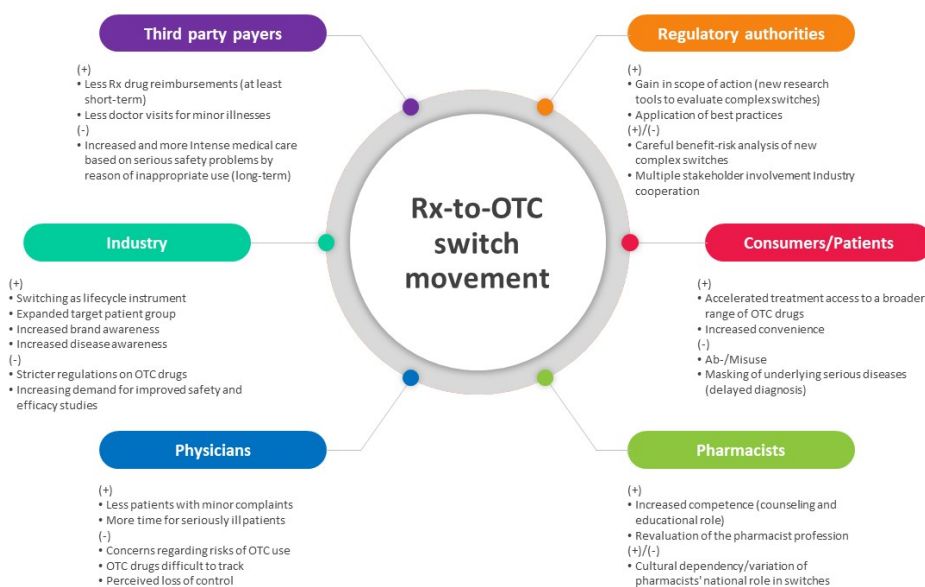 Third party payers
(+)
• Less Rx drug reimbursements (at least
short-term)
• Less doctor visits for minor illnesses
(-)
• Increased and more Intense medical care
based on serious safety problems by
reason of inappropriate use (long-term)
Regulatory authorities
(+)
• Gain in scope of action (new research
tools to evaluate complex switches)
• Application of best practices
(+)/(-)
• Careful benefit-risk analysis of new
complex switches
• Multiple stakeholder involvement Industry
cooperation
Rx-to-OTC
switch
movement
Industry
(+)
• Switching as lifecycle instrument
• Expanded target patient group
• Increased brand awareness
• Increased disease awareness
(-)
• Stricter regulations on OTC drugs
• Increasing demand for improved safety and
efficacy studies
Consumers/Patients
(+)
• Accelerated treatment access to a broader
range of OTC drugs
• Increased convenience
(-)
• Ab-/Misuse
• Masking of underlying serious diseases
(delayed diagnosis)
Physicians
(+)
• Less patients with minor complaints
• More time for seriously ill patients
(-)
• Concerns regarding risks of OTC use
• OTC drugs difficult to track
• Perceived loss of control
Pharmacists
(+)
• Increased competence (counseling and
educational role)
• Revaluation of the pharmacist profession
(+)/(-)
• Cultural dependency/variation of
pharmacists' national role in switches